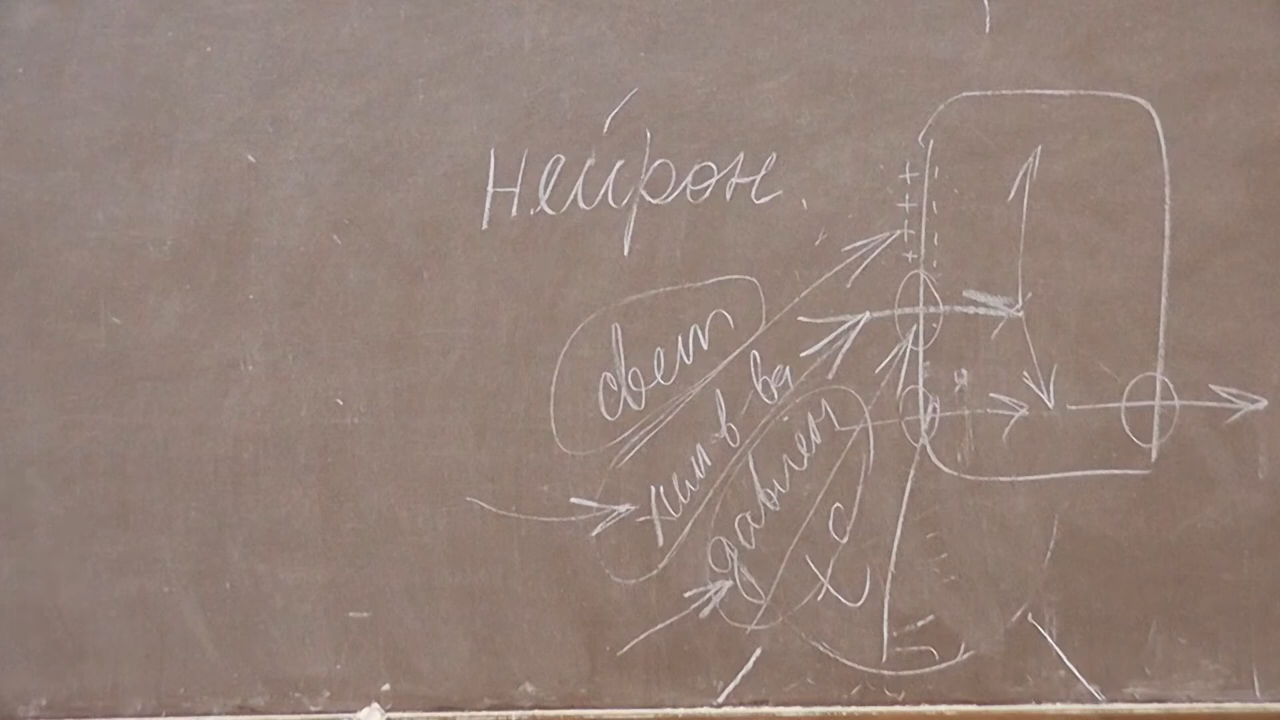 нейрон
свет
хим в-ва
давлен